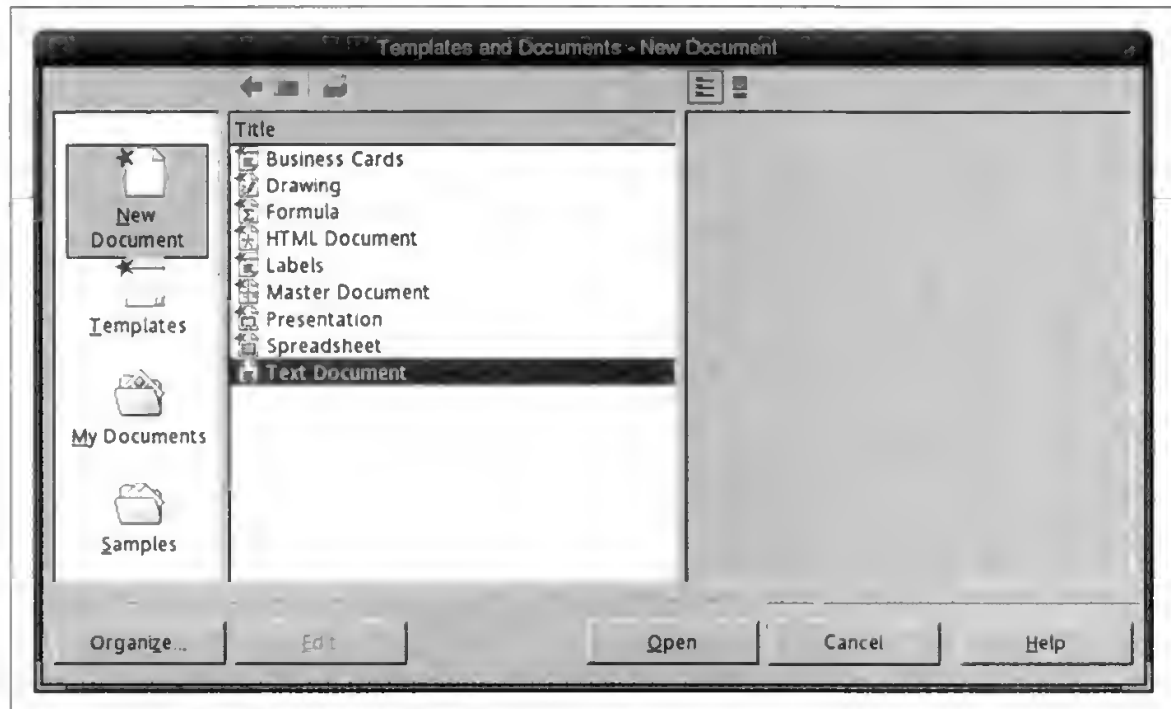 Templates and Documents - New Document
Title
Business Cards
Drawing
Formula
HTML Document
Labels
Master Document
Presentation
Spreadsheet
Text Document
New
Document
Templates
My Documents
Samples
Organize...
Edit
Open
Cancel
Help